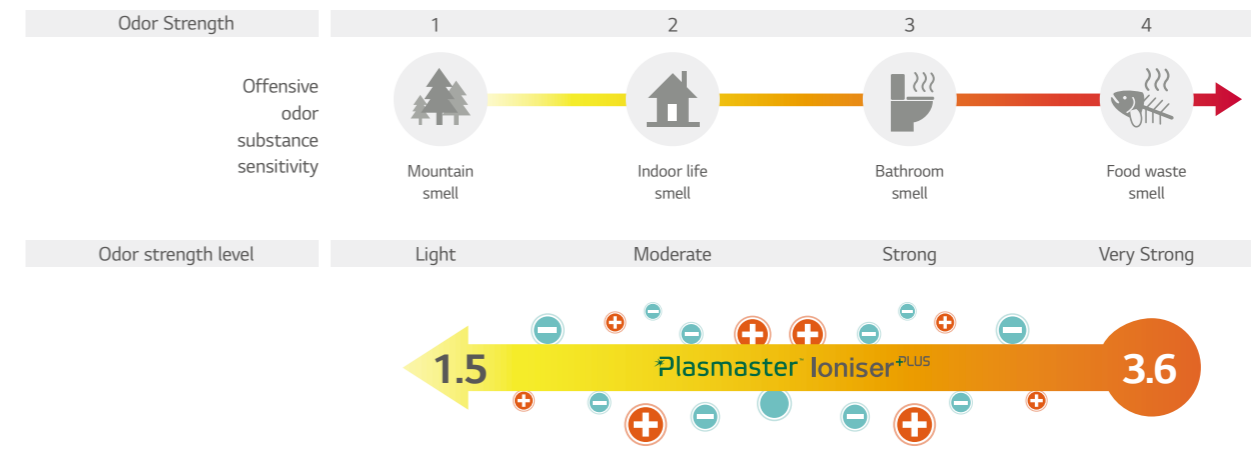 Odor Strength 1 2 3 4
Offensive
odor
substance
sensitivity
Mountain
smell
Indoor life
smell
Bathroom
smell
Food waste
smell
Odor strength level Light Moderate Strong Very Strong
1.5 Plasmaster™ Ioniser+PLUS 3.6